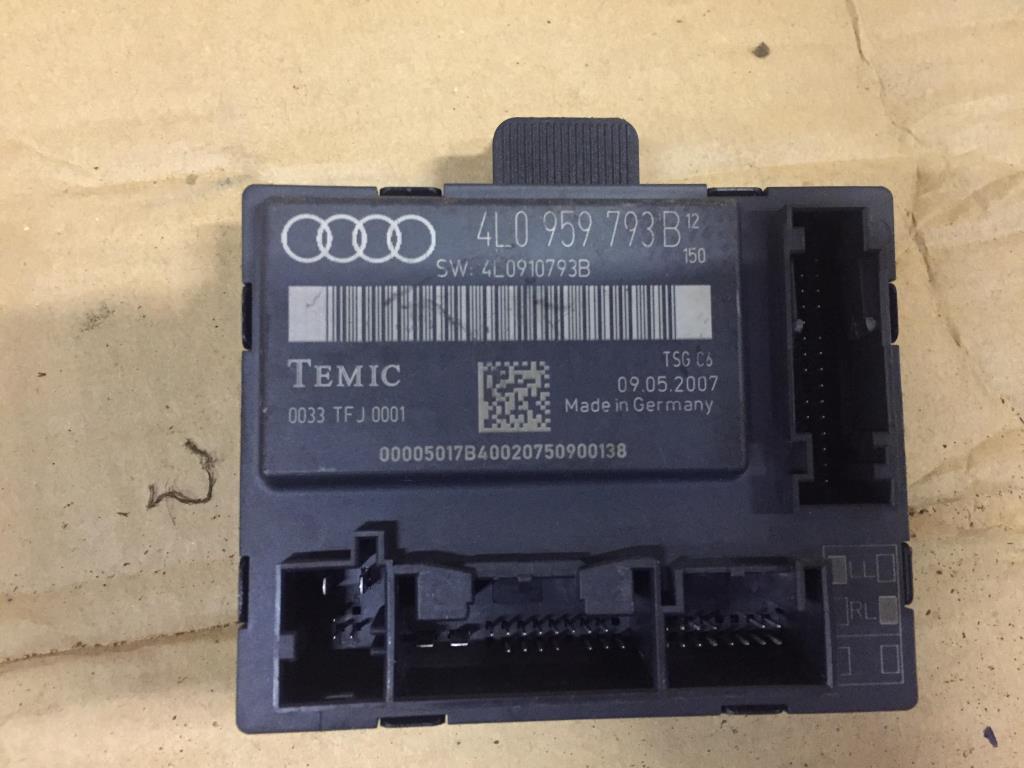 4L0 959 793 B 12
150
SW: 4L0910793B
TEMIC
TSG C6
09.05.2007
0033 TFJ 0001
Made in Germany
00005017B40020750900138
RL